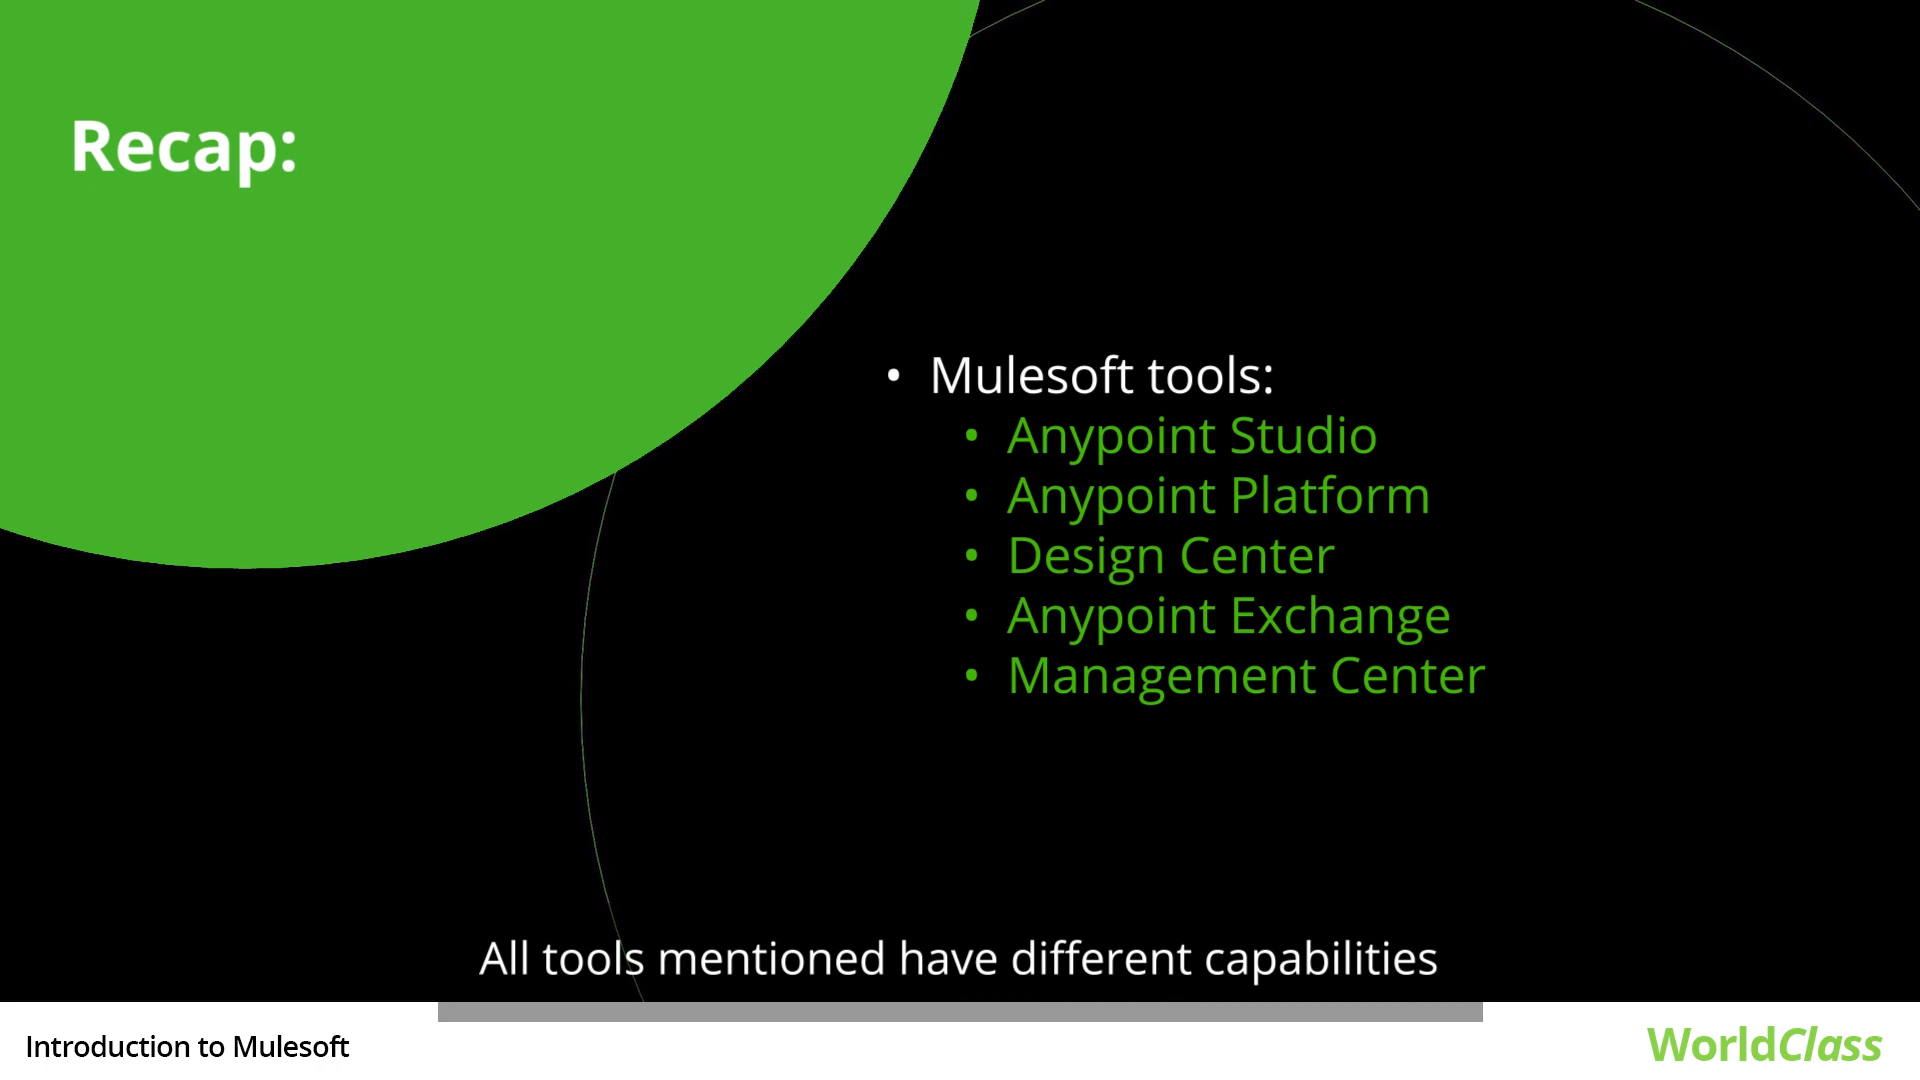 Recap:
• Mulesoft tools:
• Anypoint Studio
• Anypoint Platform
• Design Center
• Anypoint Exchange
• Management Center
All tools mentioned have different capabilities
Introduction to Mulesoft
WorldClass